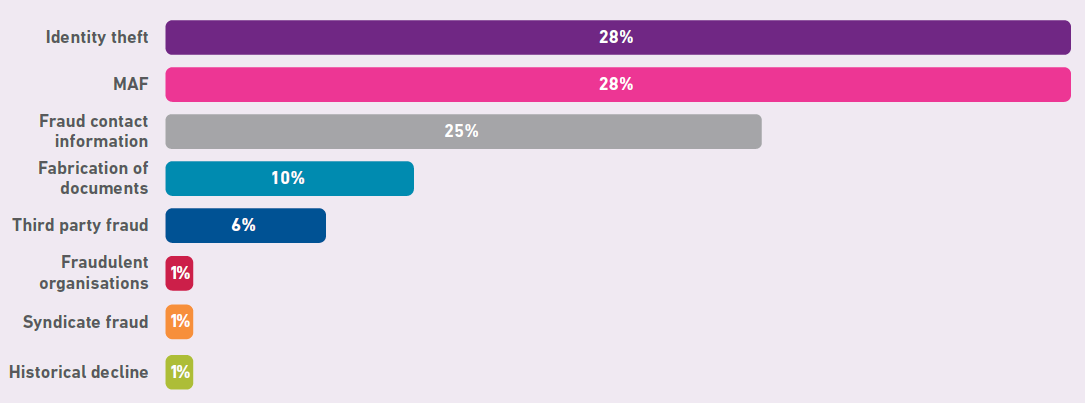 Identity theft 28%
MAF 28%
Fraud contact
information 25%
Fabrication of
documents 10%
Third party fraud 6%
Fraudulent
organisations 1%
Syndicate fraud 1%
Historical decline 1%